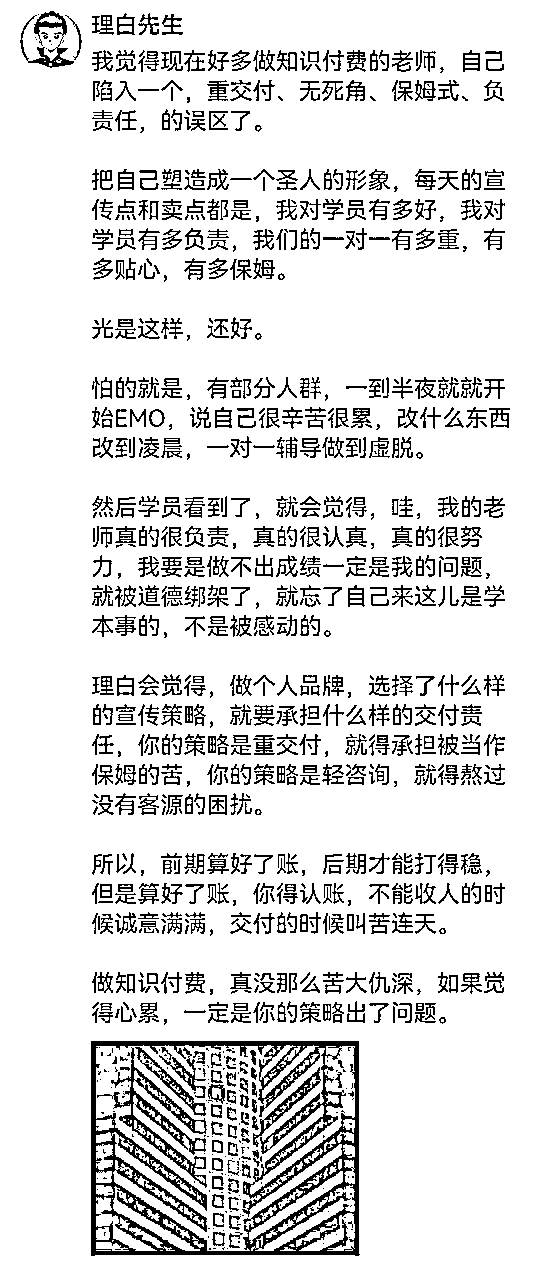 理白先生
我觉得现在好多做知识付费的老师，自己
陷入一个，重交付、无死角、保姆式、负
责任，的误区了。
把自己塑造成一个圣人的形象，每天的宣
传点和卖点都是，我对学员有多好，我对
学员有多负责，我们的一对一有多重，有
多贴心，有多保姆。
光是这样，还好。
怕的就是，有部分人群，一到半夜就就开
始EMO，说自己很辛苦很累，改什么东西
改到凌晨，一对一辅导做到虚脱。
然后学员看到了，就会觉得，哇，我的老
师真的很负责，真的很认真，真的很努
力，我要是做不出成绩一定是我的问题，
就被道德绑架了，就忘了自己来这儿是学
本事的，不是被感动的。
理白会觉得，做个人品牌，选择了什么样
的宣传策略，就要承担什么样的交付责
任，你的策略是重交付，就得承担被当作
保姆的苦，你的策略是轻咨询，就得熬过
没有客源的困扰。
所以，前期算好了账，后期才能打得稳，
但是算好了账，你得认账，不能收人的时
候诚意满满，交付的时候叫苦连天。
做知识付费，真没那么苦大仇深，如果觉
得心累，一定是你的策略出了问题。